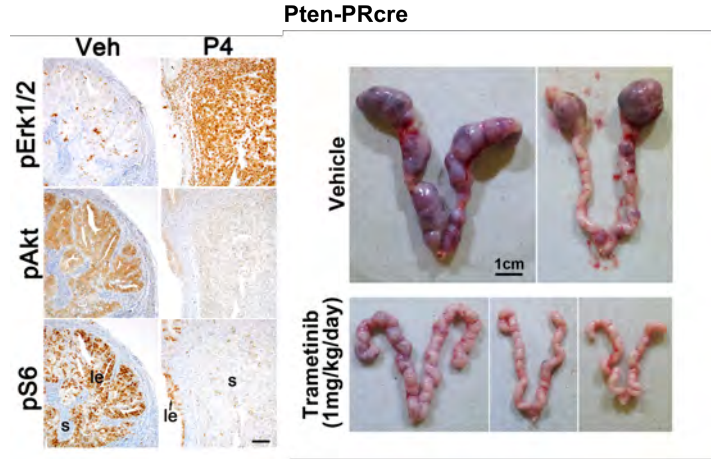 Pten-PRcre
Veh P4
pErk1/2
pAkt
pS6
le
s
s
le
Vehicle
1cm
Trametinib
(1mg/kg/day)